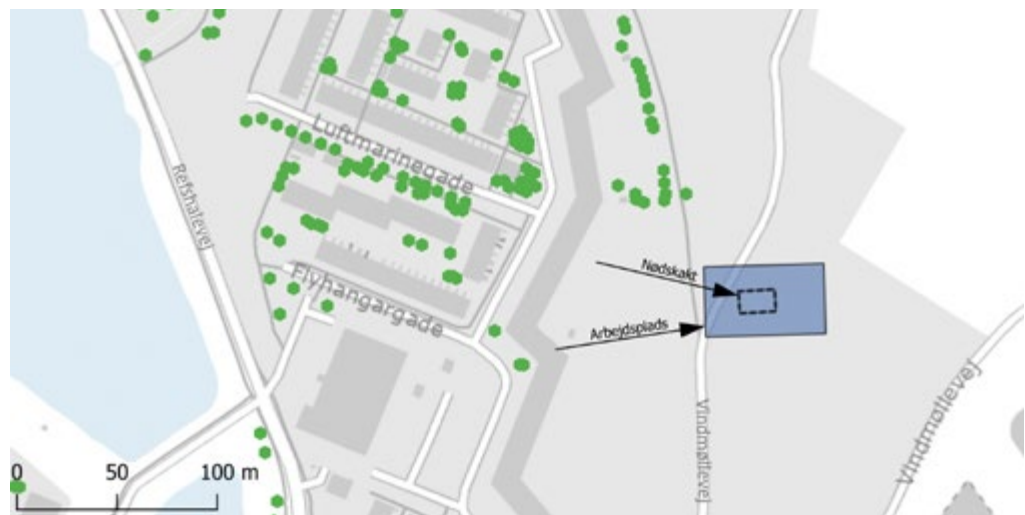 Luftmarinegade
Refshalevej
Nødskakt
Flyhangargade
Arbejdsplads
Vindmøllevej
Vindmøllevej
0 50 100 m